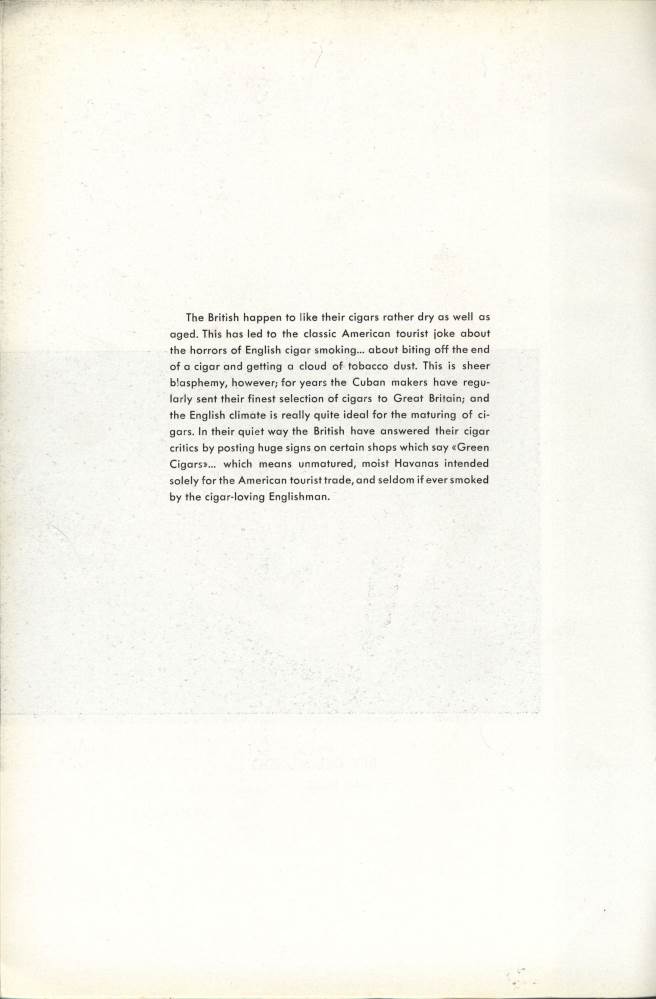 The British happen to like their cigars rather dry as well as
aged. This has led to the classic American tourist joke about
the horrors of English cigar smoking... about biting off the end
of a cigar and getting a cloud of tobacco dust. This is sheer
blasphemy, however; for years the Cuban makers have regu-
larly sent their finest selection of cigars to Great Britain; and
the English climate is really quite ideal for the maturing of ci-
gars. In their quiet way the British have answered their cigar
critics by posting huge signs on certain shops which say «Green
Cigars»... which means unmatured, moist Havanas intended
solely for the American tourist trade, and seldom if ever smoked
by the cigar-loving Englishman.